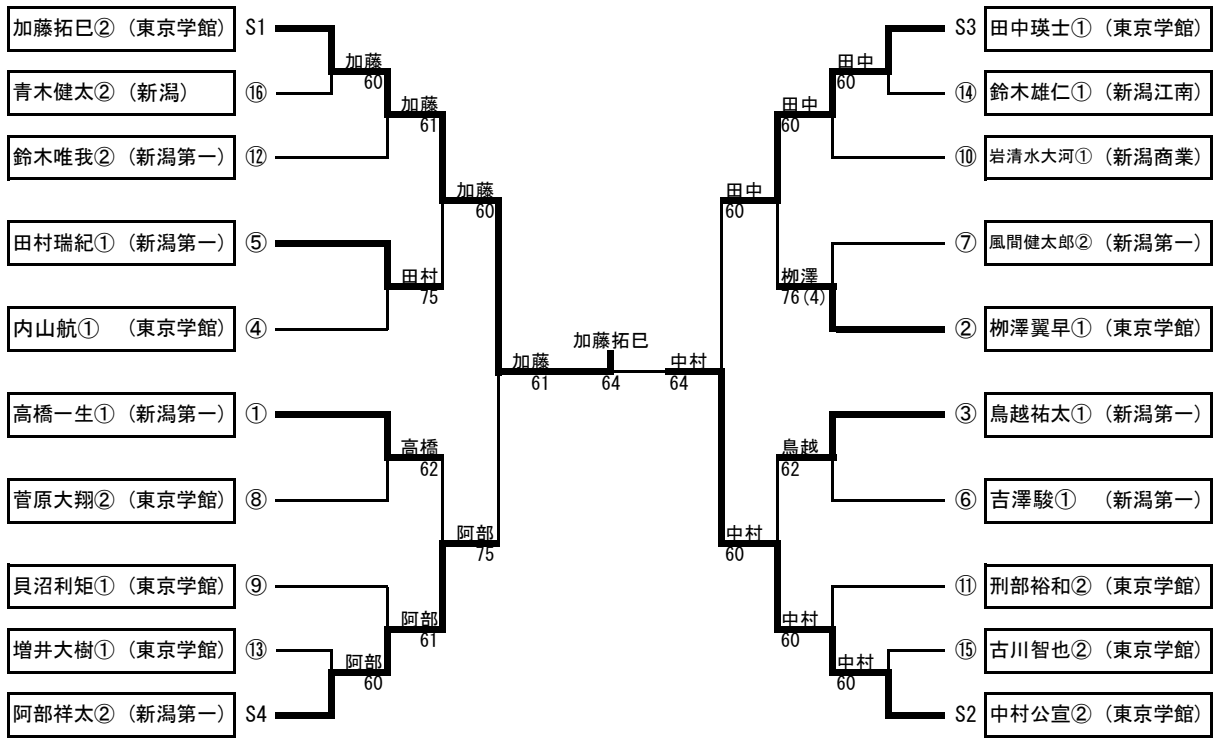 加藤拓巳② (東京学館) S1
青木健太② (新潟) ⑯
鈴木唯我② (新潟第一) ⑫
田村瑞紀① (新潟第一) ⑤
内山航① (東京学館) ④
高橋一生① (新潟第一) ①
菅原大翔② (東京学館) ⑧
貝沼利矩① (東京学館) ⑨
増井大樹① (東京学館) ⑬
阿部祥太② (新潟第一) S4
加藤
60
加藤
61
加藤
60
田村
75
高橋
62
阿部
75
阿部
61
阿部
60
加藤
61
加藤拓巳
64
中村
64
田中
60
田中
60
田中
60
栁澤
76(4)
鳥越
62
中村
60
中村
60
中村
60
S3 田中瑛士① (東京学館)
⑭ 鈴木雄仁① (新潟江南)
⑩ 岩清水大河① (新潟商業)
⑦ 風間健太郎② (新潟第一)
② 栁澤翼早① (東京学館)
③鳥越祐太① (新潟第一)
⑥ 吉澤駿① (新潟第一)
⑪ 刑部裕和② (東京学館)
⑮ 古川智也② (東京学館)
S2 中村公宣② (東京学館)